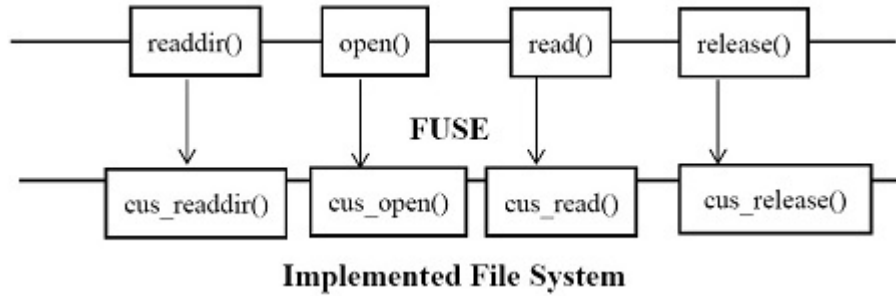 readdir() open() read() release()
FUSE
cus_readdir() cus_open() cus_read() cus_release()
Implemented File System